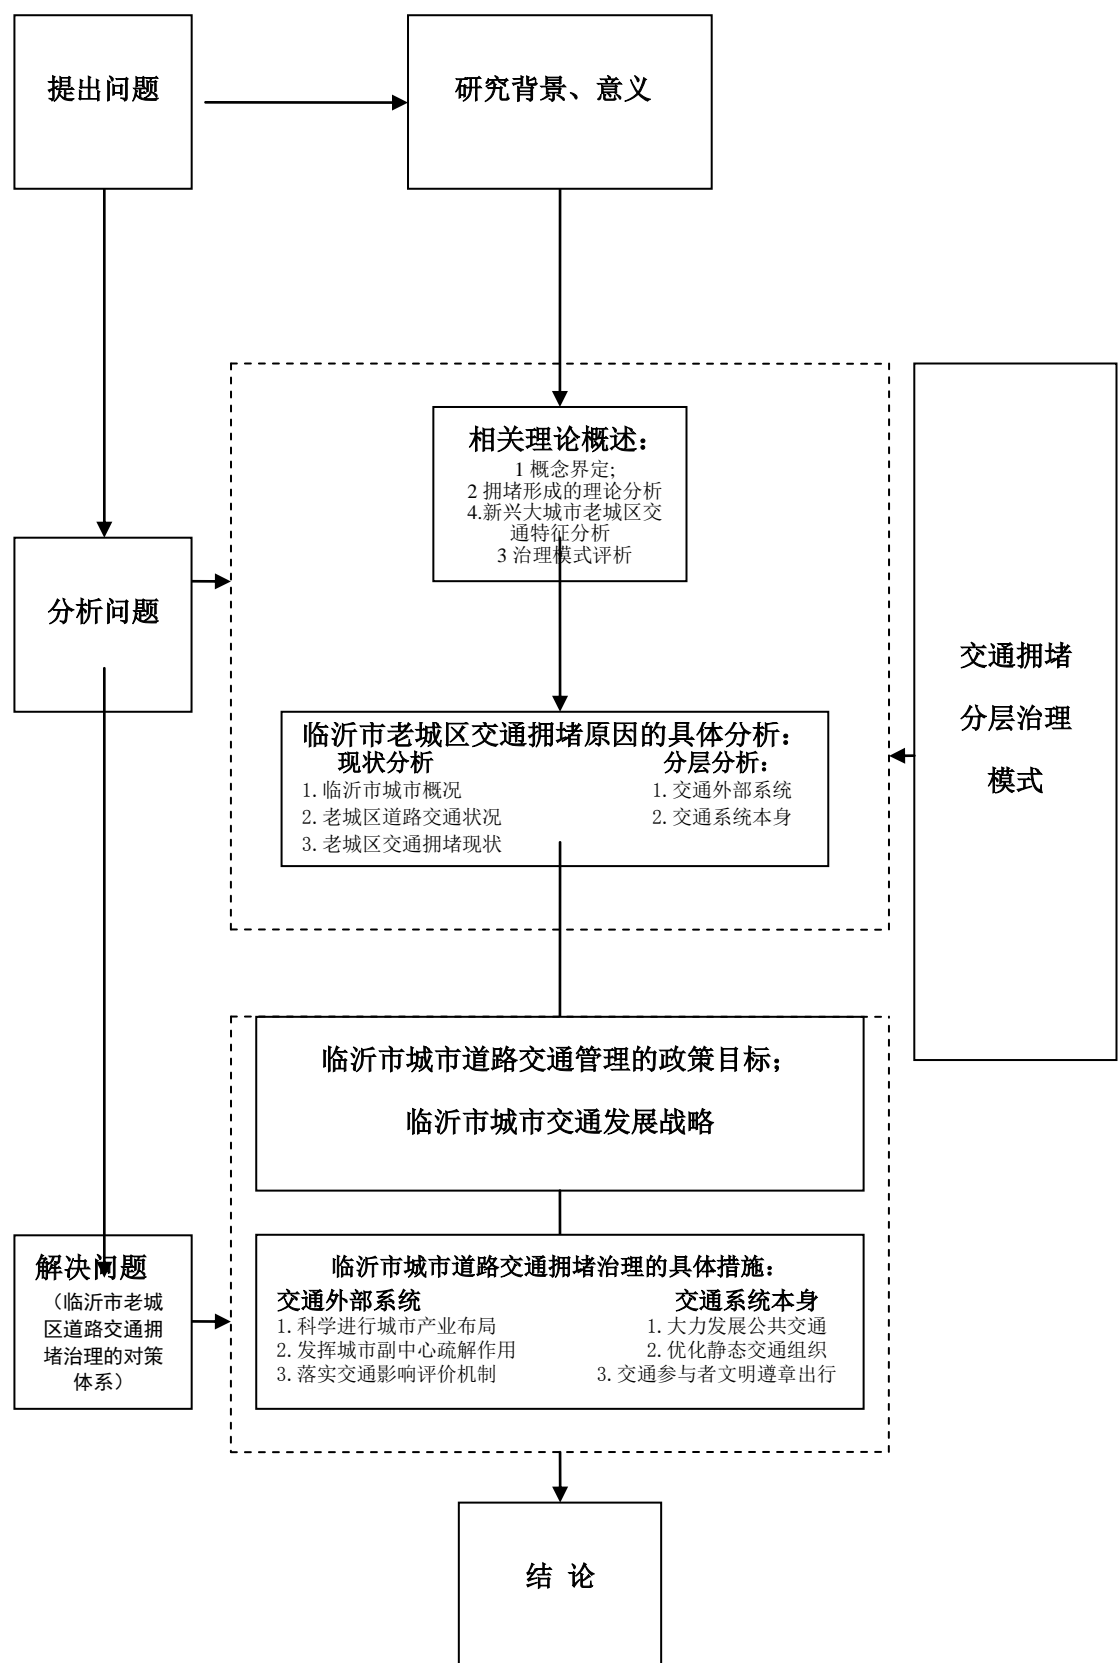 提出问题
研究背景、意义
相关理论概述：
1 概念界定;
2 拥堵形成的理论分析
4.新兴大城市老城区交
通特征分析
3 治理模式评析
分析问题
交通拥堵
分层治理
模式
临沂市老城区交通拥堵原因的具体分析：
现状分析 分层分析：
1. 临沂市城市概况 1. 交通外部系统
2. 老城区道路交通状况 2. 交通系统本身
3. 老城区交通拥堵现状
临沂市城市道路交通管理的政策目标；
临沂市城市交通发展战略
解决问题
（临沂市老城
区道路交通拥
堵治理的对策
体系）
临沂市城市道路交通拥堵治理的具体措施：
交通外部系统 交通系统本身
1. 科学进行城市产业布局 1. 大力发展公共交通
2. 发挥城市副中心疏解作用 2. 优化静态交通组织
3. 落实交通影响评价机制 3. 交通参与者文明遵章出行
结 论